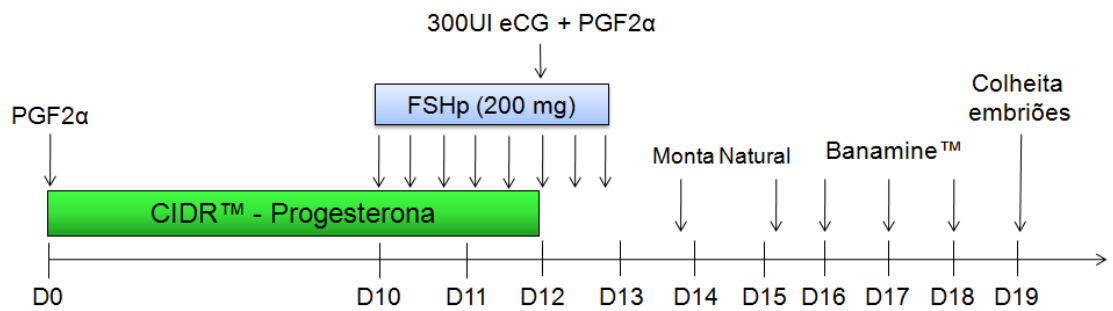 300UI eCG + PGF2α
FSHp (200 mg)
Colheita
embriões
PGF2α
Monta Natural
Banamine™
CIDR™ - Progesterona
D0
D10
D11
D12
D13
D14
D15
D16
D17
D18
D19